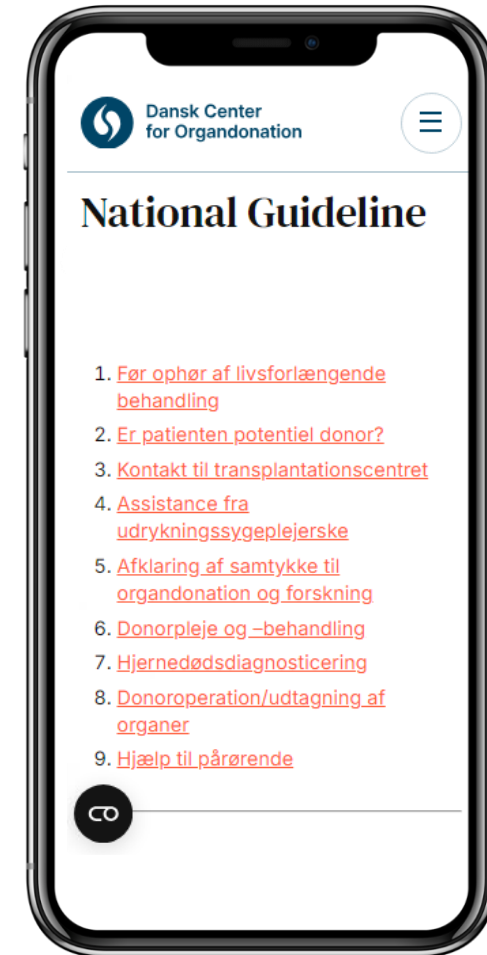 Dansk Center
for Organdonation
National Guideline
1. Før ophør af livsforlængende
behandling
2. Er patienten potentiel donor?
3. Kontakt til transplantationscentret
4. Assistance fra
udrykningssygeplejerske
5. Afklaring af samtykke til
organdonation og forskning
6. Donorpleje og –behandling
7. Hjernedødsdiagnosticering
8. Donoroperation/udtagning af
organer
9. Hjælp til pårørende